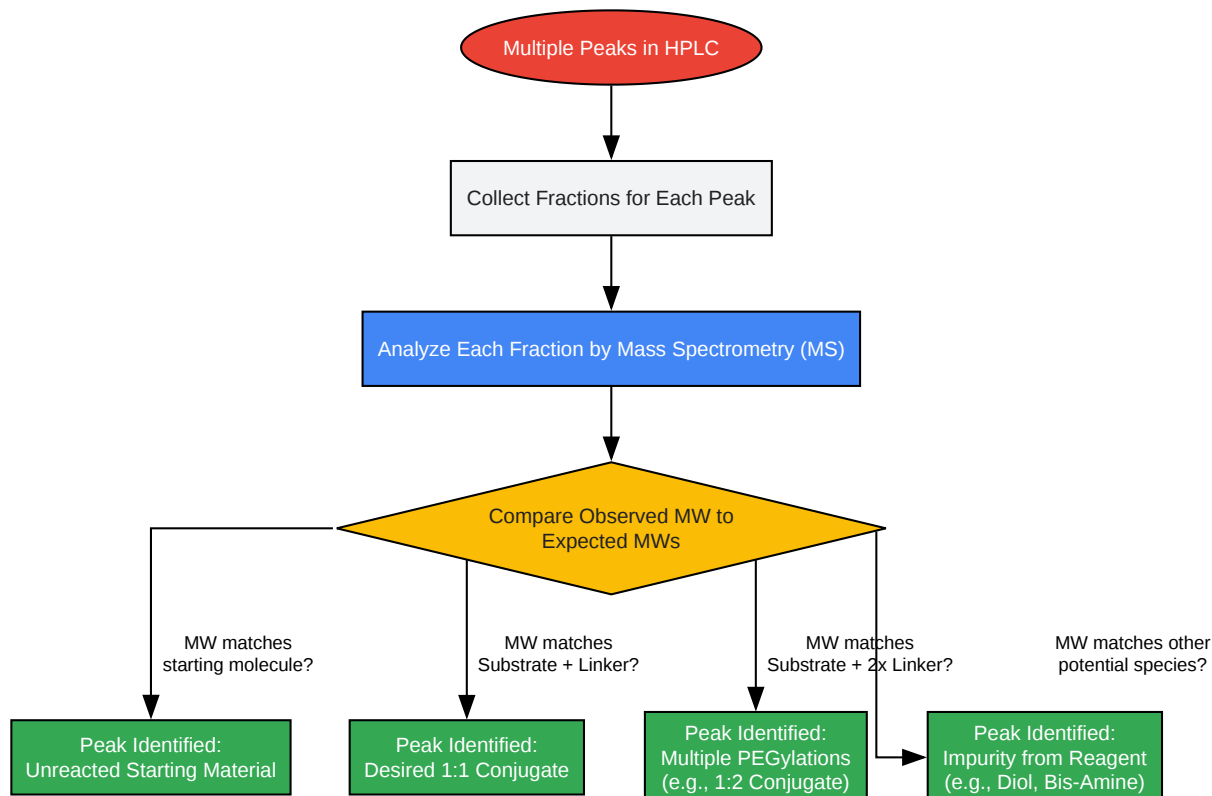 Multiple Peaks in HPLC
Collect Fractions for Each Peak
Analyze Each Fraction by Mass Spectrometry (MS)
Compare Observed MW to
Expected MWs
MW matches
starting molecule?
MW matches
Substrate + Linker?
MW matches
Substrate + 2x Linker?
MW matches other
potential species?
Peak Identified:
Unreacted Starting Material
Peak Identified:
Desired 1:1 Conjugate
Peak Identified:
Multiple PEGylations
(e.g., 1:2 Conjugate)
Peak Identified:
Impurity from Reagent
(e.g., Diol, Bis-Amine)